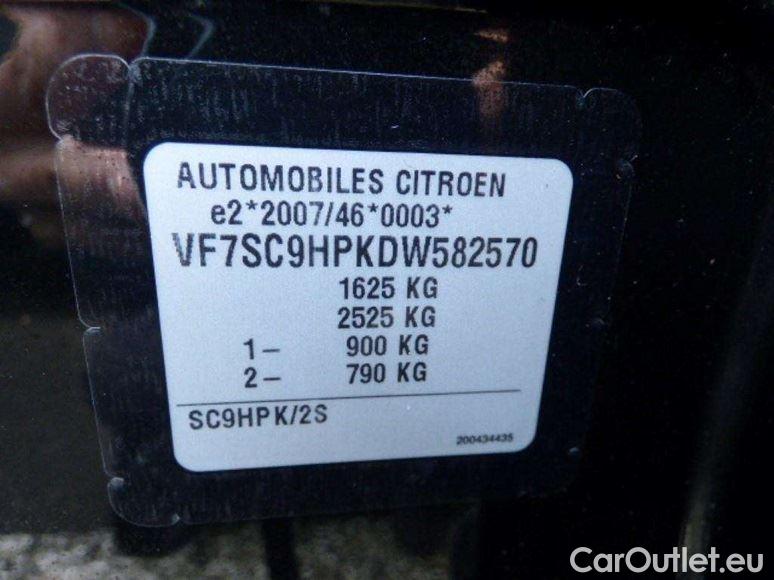 AUTOMOBILES CITROEN
e2*2007/46*0003*
VF7SC9HPKDW582570
1625 KG
2525 KG
1– 900 KG
2– 790 KG
SC9HPK/2S
200434435
CarOutlet.eu